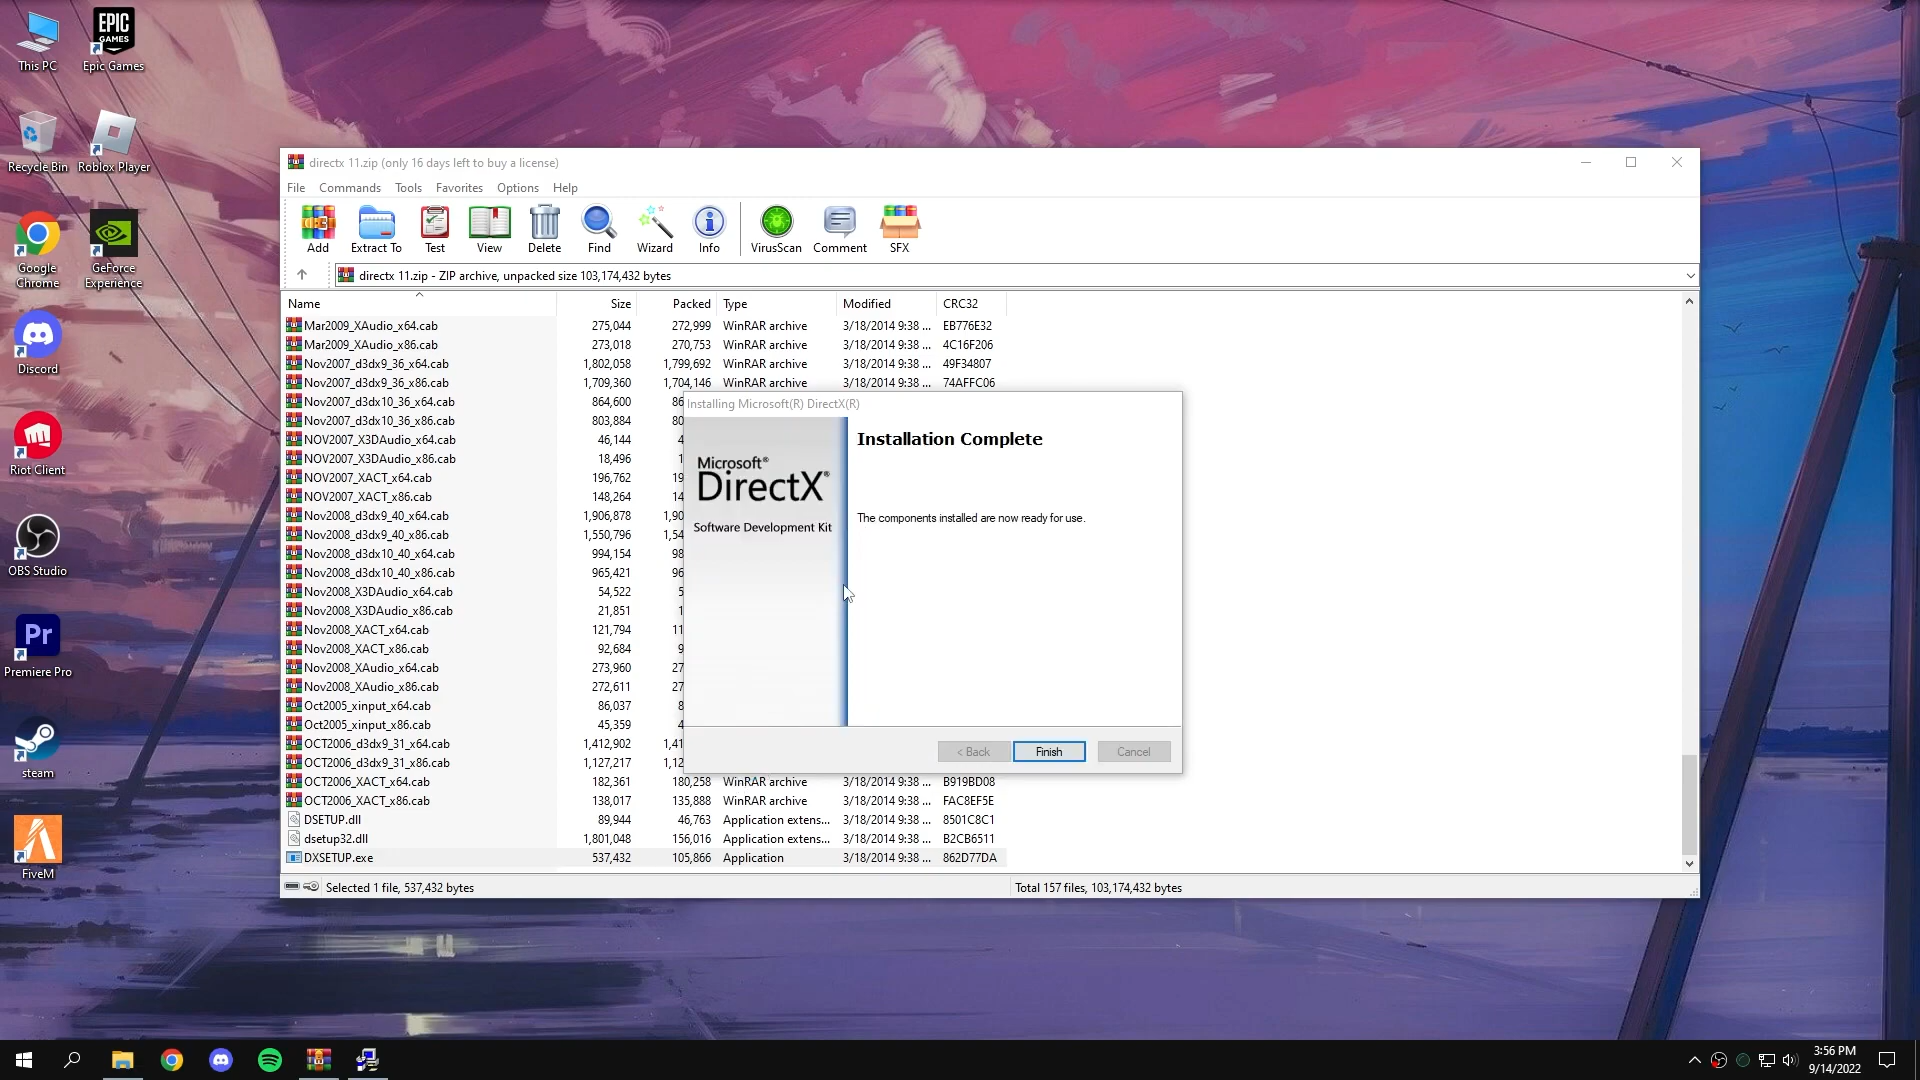 This PC
EPIC
GAMES
Epic Games
Recycle Bin
Roblox Player
Google
Chrome
GeForce
Experience
Discord
Riot Client
OBS Studio
Pr
Premiere Pro
steam
FiveM
directx 11.zip (only 16 days left to buy a license)
File Commands Tools Favorites Options Help
Add Extract To Test View Delete Find Wizard Info VirusScan Comment SFX
directx 11.zip - ZIP archive, unpacked size 103,174,432 bytes
Name Size Packed Type Modified CRC32
Mar2009_XAudio_x64.cab 275,044 272,999 WinRAR archive 3/18/2014 9:38 ... EB776E32
Mar2009_XAudio_x86.cab 273,018 270,753 WinRAR archive 3/18/2014 9:38 ... 4C16F206
Nov2007_d3dx9_36_x64.cab 1,802,058 1,799,692 WinRAR archive 3/18/2014 9:38 ... 49F34807
Nov2007_d3dx9_36_x86.cab 1,709,360 1,704,146 WinRAR archive 3/18/2014 9:38 ... 74AFFC06
Nov2007_d3dx10_36_x64.cab 864,600 86
Nov2007_d3dx10_36_x86.cab 803,884 80
NOV2007_X3DAudio_x64.cab 46,144 4
NOV2007_X3DAudio_x86.cab 18,496 1
NOV2007_XACT_x64.cab 196,762 19
NOV2007_XACT_x86.cab 148,264 14
Nov2008_d3dx9_40_x64.cab 1,906,878 1,90
Nov2008_d3dx9_40_x86.cab 1,550,796 1,54
Nov2008_d3dx10_40_x64.cab 994,154 98
Nov2008_d3dx10_40_x86.cab 965,421 96
Nov2008_X3DAudio_x64.cab 54,522 5
Nov2008_X3DAudio_x86.cab 21,851 1
Nov2008_XACT_x64.cab 121,794 11
Nov2008_XACT_x86.cab 92,684 9
Nov2008_XAudio_x64.cab 273,960 27
Nov2008_XAudio_x86.cab 272,611 27
Oct2005_xinput_x64.cab 86,037 8
Oct2005_xinput_x86.cab 45,359 4
OCT2006_d3dx9_31_x64.cab 1,412,902 1,41
OCT2006_d3dx9_31_x86.cab 1,127,217 1,12
OCT2006_XACT_x64.cab 182,361 180,258 WinRAR archive 3/18/2014 9:38 ... B919BD08
OCT2006_XACT_x86.cab 138,017 135,888 WinRAR archive 3/18/2014 9:38 ... FAC8EF5E
DSETUP.dll 89,944 46,763 Application extens... 3/18/2014 9:38 ... 8501C8C1
dsetup32.dll 1,801,048 156,016 Application extens... 3/18/2014 9:38 ... B2CB6511
DXSETUP.exe 537,432 105,866 Application 3/18/2014 9:38 ... 862D77DA
Selected 1 file, 537,432 bytes Total 157 files, 103,174,432 bytes
Installing Microsoft(R) DirectX(R)
Installation Complete
Microsoft®
DirectX®
Software Development Kit
The components installed are now ready for use.
< Back Finish Cancel
3:56 PM
9/14/2022